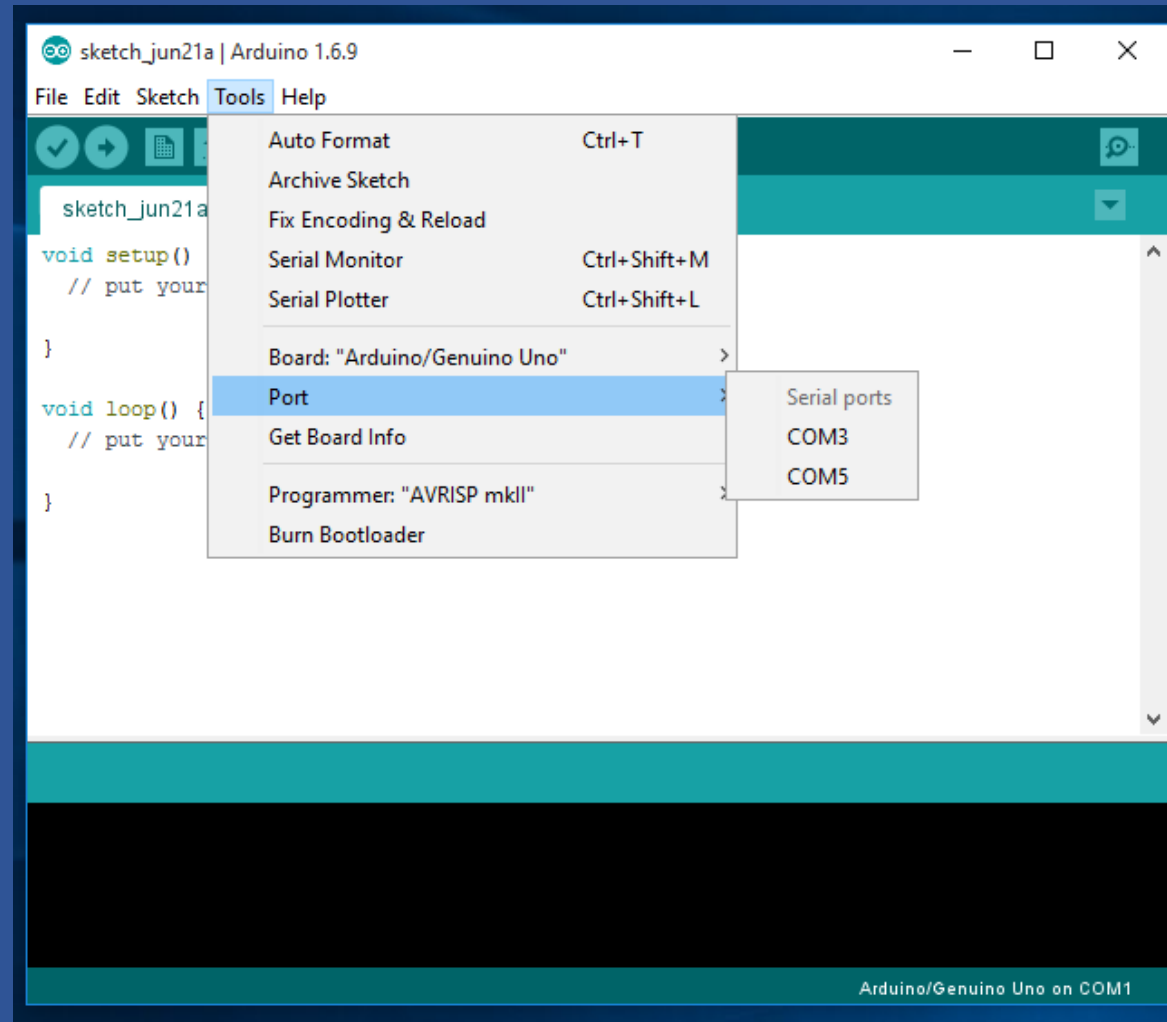 sketch_jun21a | Arduino 1.6.9
File Edit Sketch Tools Help
Auto Format Ctrl+T
Archive Sketch
sketch_jun21a
Fix Encoding & Reload
void setup()
Serial Monitor Ctrl+Shift+M
// put your
Serial Plotter Ctrl+Shift+L
}
Board: "Arduino/Genuino Uno"
Port
Serial ports
void loop() {
// put your
Get Board Info
COM3
COM5
Programmer: "AVRISP mkII"
}
Burn Bootloader
Arduino/Genuino Uno on COM1